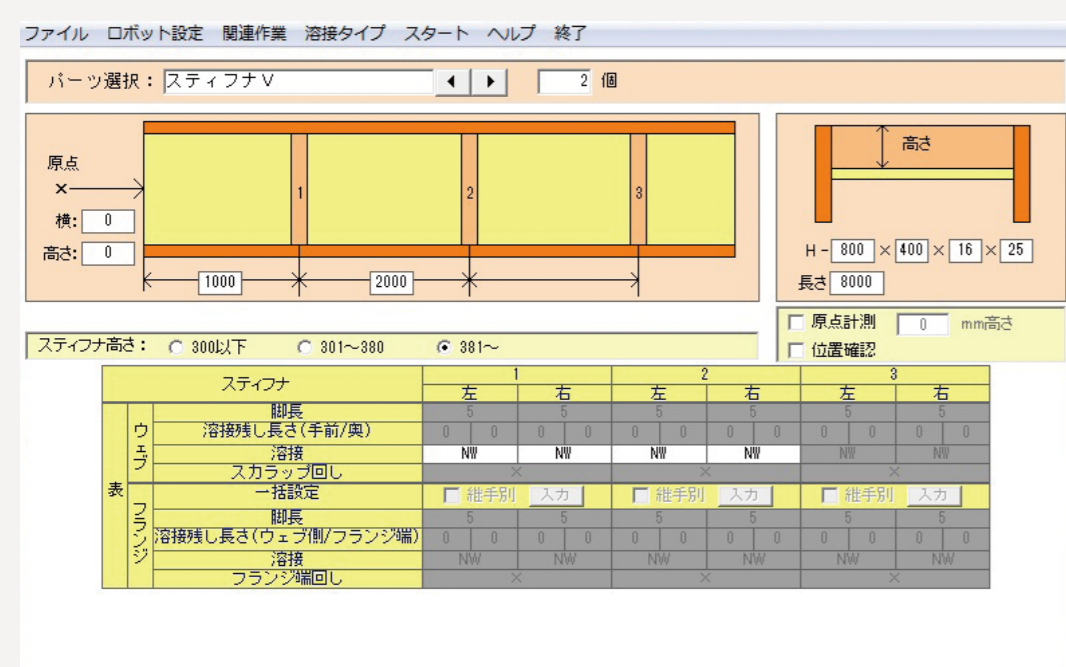 ファイル ロボット設定 関連作業 溶接タイプ スタート ヘルプ 終了
パーツ選択： スティフナV 2 個
原点
×
横: 0
高さ: 0
1 2 3
1000 2000
高さ
H - 800 × 400 × 16 × 25
長さ 8000
原点計測 0 mm高さ
位置確認
スティフナ高さ： 300以下 301～380 381～
スティフナ 1 2 3
左 右 左 右 左 右
表
ウェブ
脚長 5 5 5 5 5 5
溶接残し長さ(手前/奥) 0 0 0 0 0 0 0 0 0 0 0 0
溶接 NW NW NW NW NW NW
スカラップ回し × × ×
フランジ
一括設定 継手別 入力 継手別 入力 継手別 入力
脚長 5 5 5 5 5 5
溶接残し長さ(ウェブ側/フランジ端) 0 0 0 0 0 0 0 0 0 0 0 0
溶接 NW NW NW NW NW NW
フランジ端回し × × ×